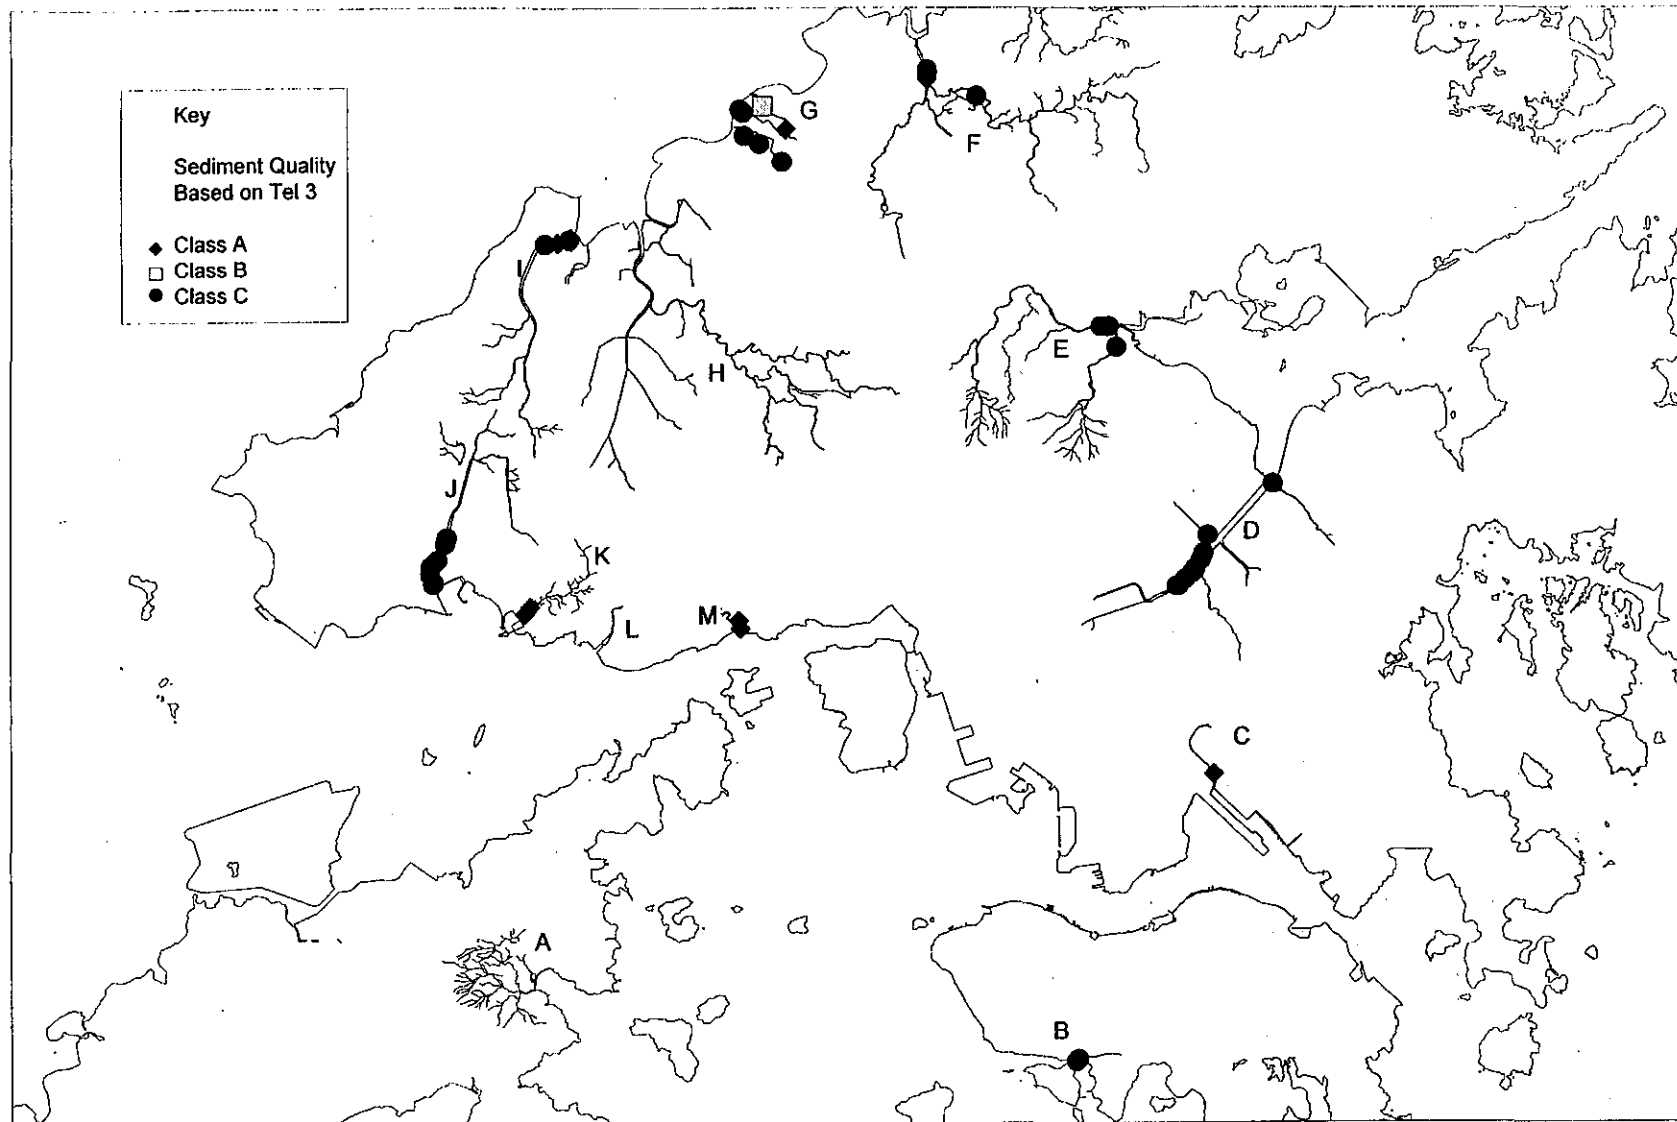 Key
Sediment Quality
Based on Tel 3
Class A
Class B
Class C
G
F
I
E
H
J
D
K
L
M
C
A
B